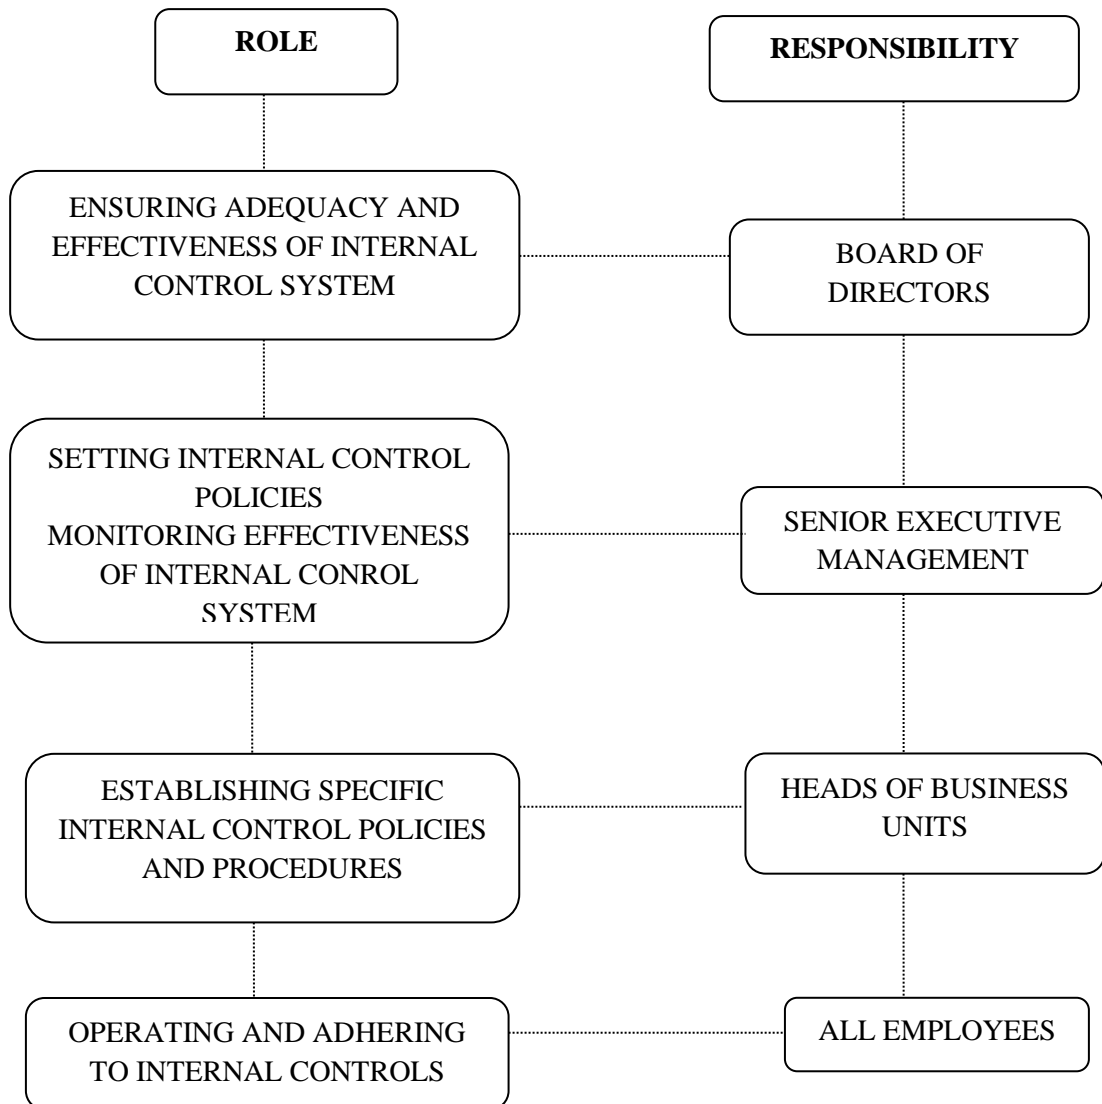 ROLE
RESPONSIBILITY
ENSURING ADEQUACY AND
EFFECTIVENESS OF INTERNAL
CONTROL SYSTEM
BOARD OF
DIRECTORS
SETTING INTERNAL CONTROL
POLICIES
MONITORING EFFECTIVENESS
OF INTERNAL CONROL
SYSTEM
SENIOR EXECUTIVE
MANAGEMENT
ESTABLISHING SPECIFIC
INTERNAL CONTROL POLICIES
AND PROCEDURES
HEADS OF BUSINESS
UNITS
OPERATING AND ADHERING
TO INTERNAL CONTROLS
ALL EMPLOYEES